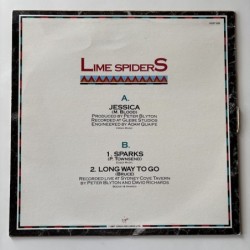 LIME SPIDERS
A.
JESSICA
(M. BLOOD)
PRODUCED BY PETER BLYTON
RECORDED AT GLEBE STUDIOS
ENGINEERED BY ADAM QUAIFE
B.
1. SPARKS
(P. TOWNSEND)
2. LONG WAY TO GO
(BRUCE)
RECORDED LIVE AT SYDNEY COVE TAVERN
BY PETER BLYTON AND DAVID RICHARDS